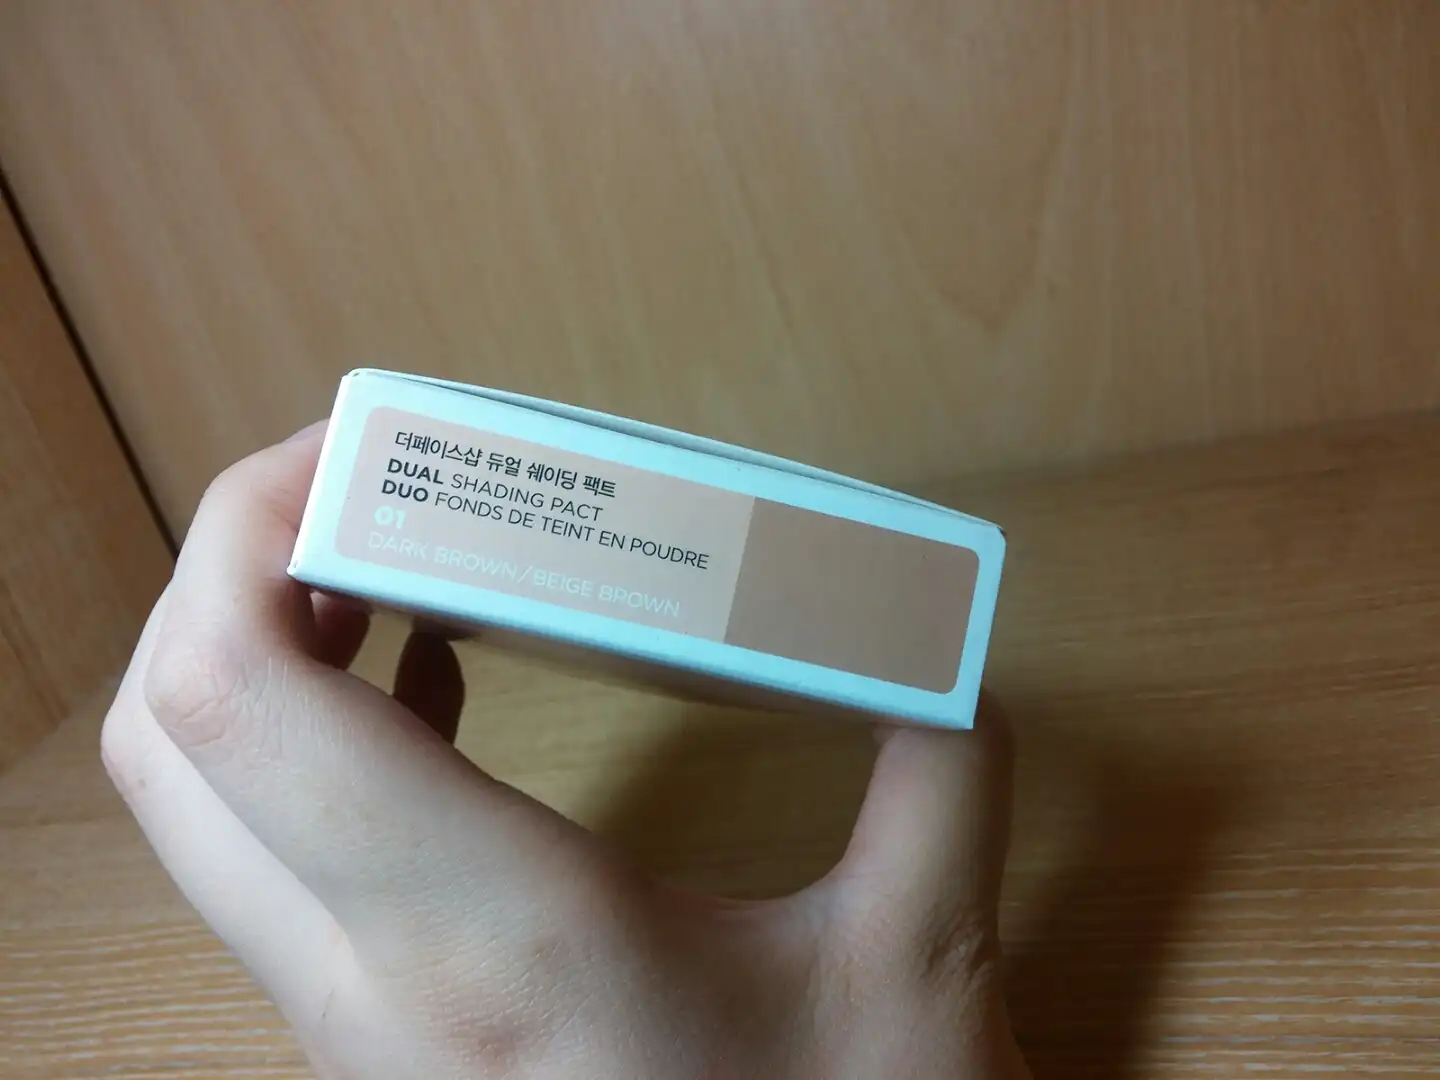 더페이스샵 듀얼 쉐이딩 팩트
DUAL SHADING PACT
DUO FONDS DE TEINT EN POUDRE
01
DARK BROWN/BEIGE BROWN